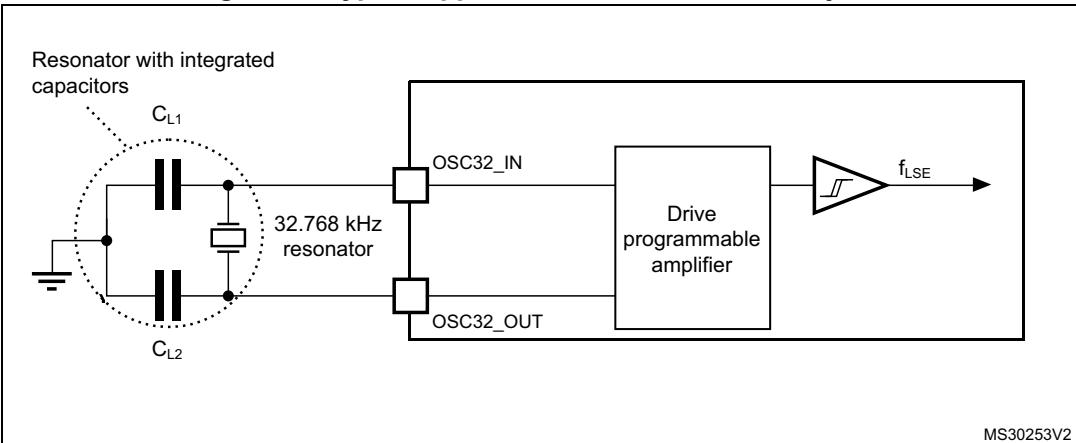 Resonator with integrated
capacitors
CL1
OSC32_IN
fLSE
32.768 kHz
resonator
Drive
programmable
amplifier
OSC32_OUT
CL2
MS30253V2